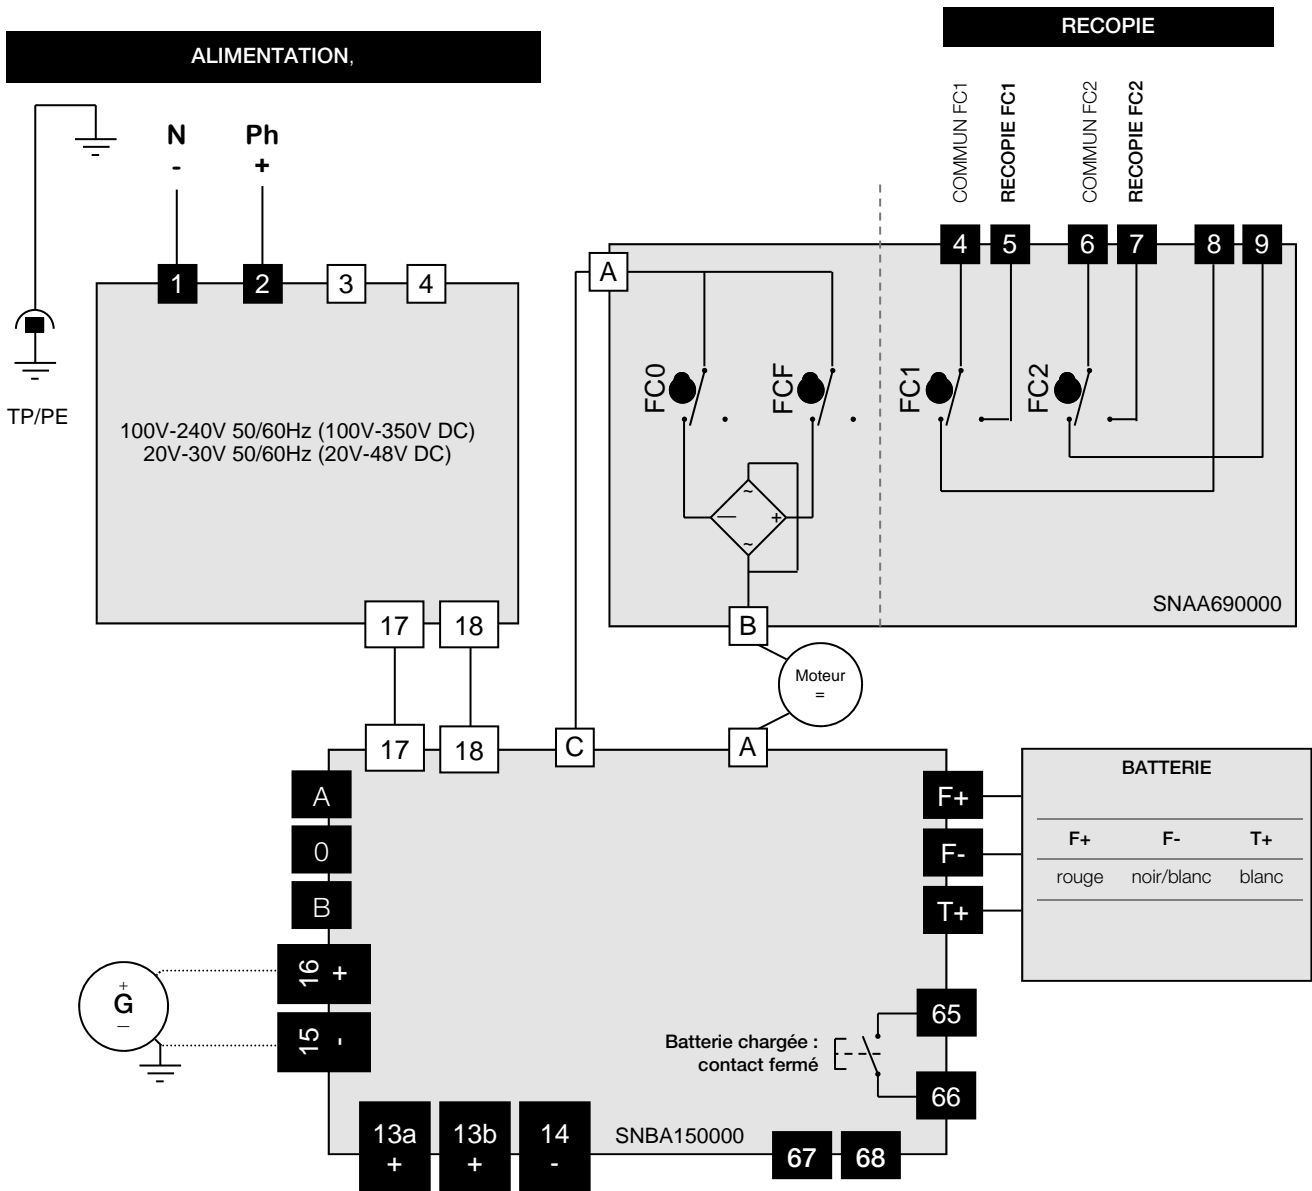 ALIMENTATION,
RECOPIE
N
-
Ph
+
COMMUN FC1
RECOPIE FC1
COMMUN FC2
RECOPIE FC2
1
2
3
4
4
5
6
7
8
9
A
TP/PE
FC0
FCF
FC1
FC2
100V-240V 50/60Hz (100V-350V DC)
20V-30V 50/60Hz (20V-48V DC)
~
— +
~
SNAA690000
17
18
B
Moteur
=
17
18
C
A
A
0
B
16 +
15 -
+
G
—
F+
F-
T+
BATTERIE
F+ F- T+
rouge noir/blanc blanc
65
Batterie chargée :
contact fermé
66
13a
+
13b
+
14
-
SNBA150000
67
68